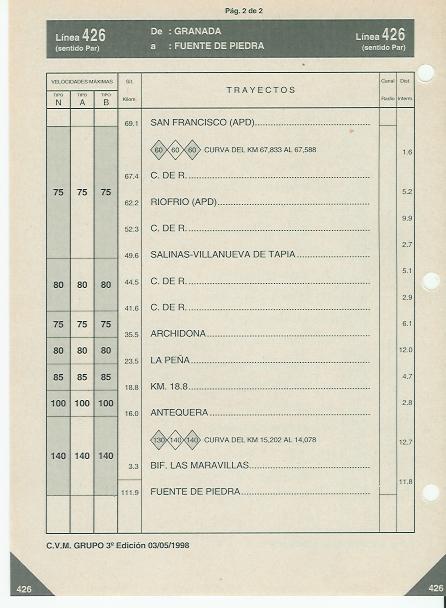 Pág. 2 de 2
Línea 426
(sentido Par)
De : GRANADA
a : FUENTE DE PIEDRA
Línea 426
(sentido Par)
VELOCIDADES MÁXIMAS
TIPO N
TIPO A
TIPO B
Sit. Kilom.
TRAYECTOS
Canal Radio
Dist. Interm.
69.1 SAN FRANCISCO (APD)
60 60 60 CURVA DEL KM 67,833 AL 67,588
1.6
67.4 C. DE R.
75 75 75
5.2
62.2 RIOFRIO (APD)
9.9
52.3 C. DE R.
2.7
49.6 SALINAS-VILLANUEVA DE TAPIA
5.1
80 80 80
44.5 C. DE R.
2.9
41.6 C. DE R.
75 75 75
6.1
35.5 ARCHIDONA
80 80 80
12.0
23.5 LA PEÑA
85 85 85
4.7
18.8 KM. 18.8
100 100 100
2.8
16.0 ANTEQUERA
130 140 140 CURVA DEL KM 15,202 AL 14,078
12.7
140 140 140
3.3 BIF. LAS MARAVILLAS
11.8
111.9 FUENTE DE PIEDRA
C.V.M. GRUPO 3º Edición 03/05/1998
426
426